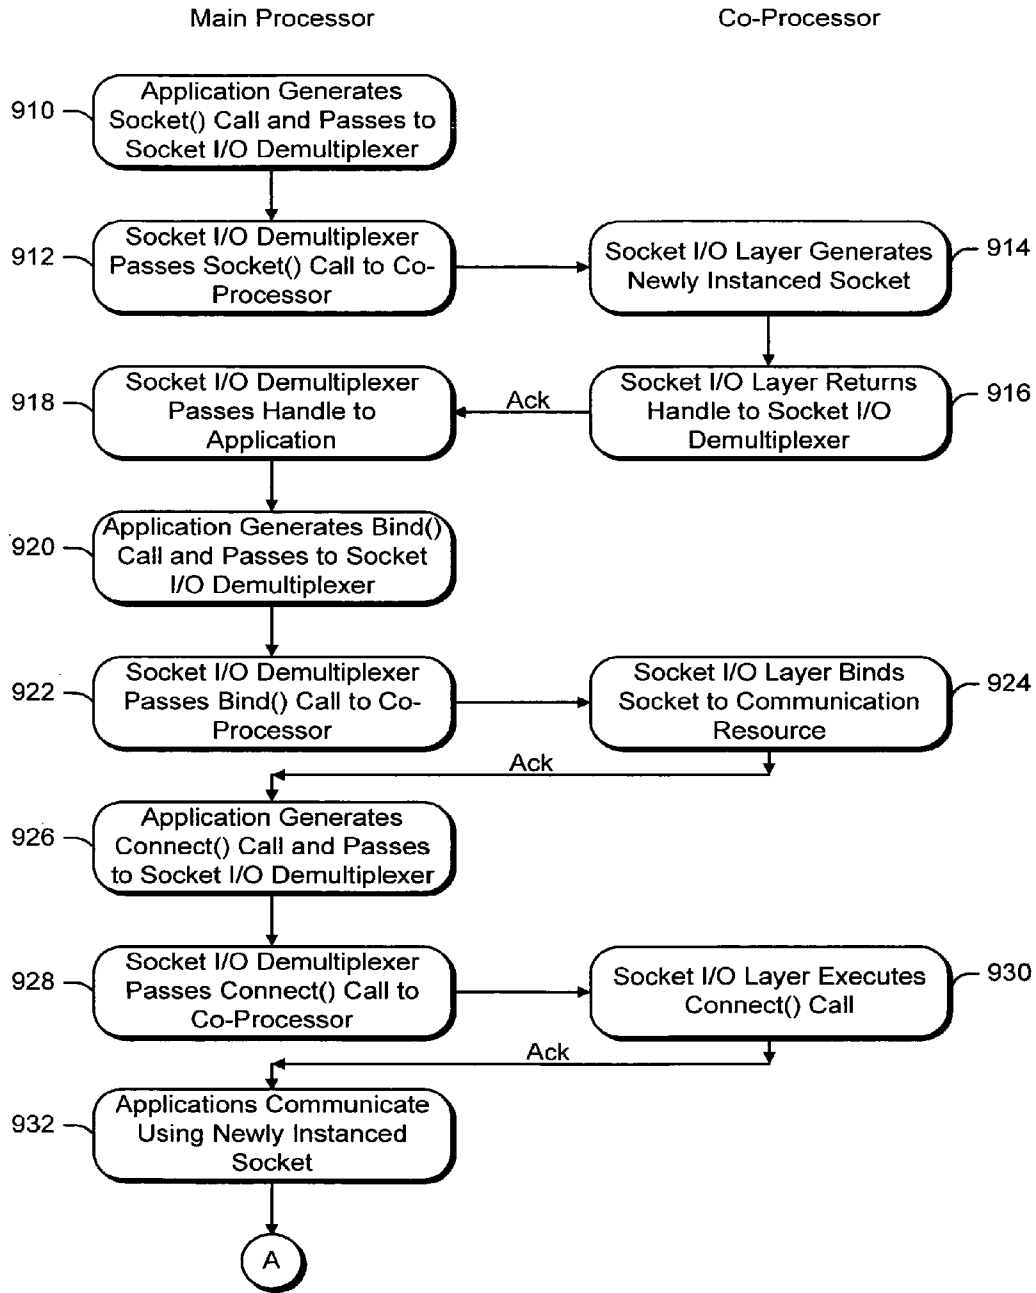 Main Processor
Co-Processor
910
Application Generates
Socket() Call and Passes to
Socket I/O Demultiplexer
912
Socket I/O Demultiplexer
Passes Socket() Call to Co-
Processor
Socket I/O Layer Generates
Newly Instanced Socket
914
918
Socket I/O Demultiplexer
Passes Handle to
Application
Ack
Socket I/O Layer Returns
Handle to Socket I/O
Demultiplexer
916
920
Application Generates Bind()
Call and Passes to Socket
I/O Demultiplexer
922
Socket I/O Demultiplexer
Passes Bind() Call to Co-
Processor
Socket I/O Layer Binds
Socket to Communication
Resource
924
Ack
926
Application Generates
Connect() Call and Passes
to Socket I/O Demultiplexer
928
Socket I/O Demultiplexer
Passes Connect() Call to
Co-Processor
Socket I/O Layer Executes
Connect() Call
930
Ack
932
Applications Communicate
Using Newly Instanced
Socket
A